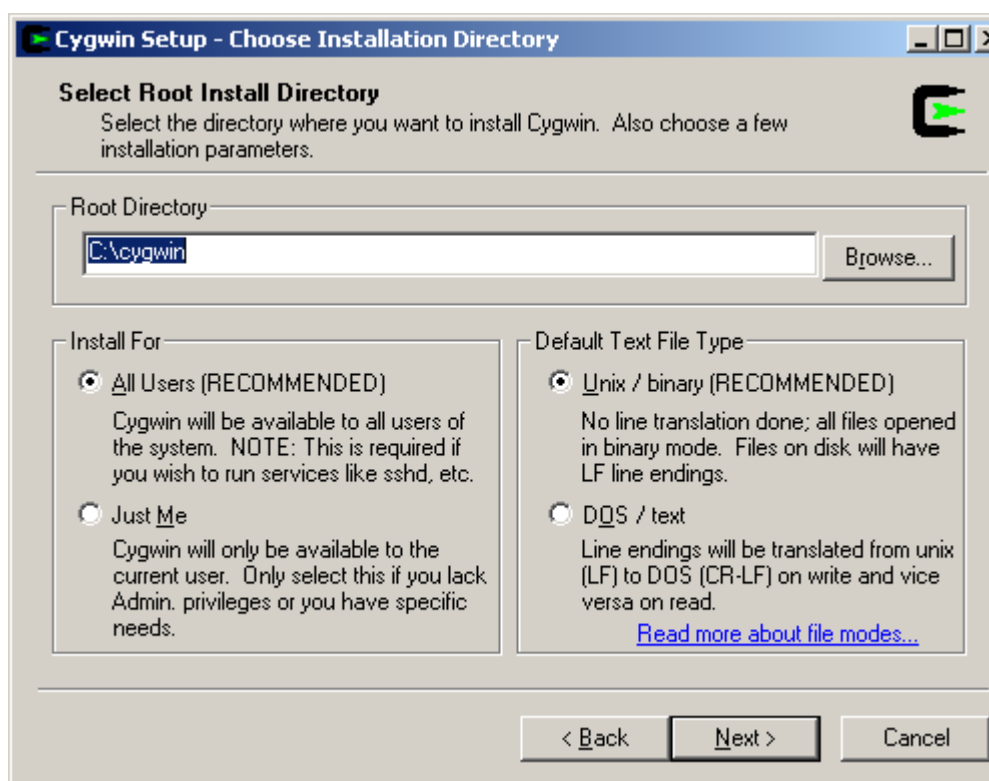 Cygwin Setup - Choose Installation Directory
Select Root Install Directory
Select the directory where you want to install Cygwin. Also choose a few
installation parameters.
Root Directory
C:\cygwin
Browse...
Install For
All Users (RECOMMENDED)
Cygwin will be available to all users of
the system. NOTE: This is required if
you wish to run services like sshd, etc.
Just Me
Cygwin will only be available to the
current user. Only select this if you lack
Admin. privileges or you have specific
needs.
Default Text File Type
Unix / binary (RECOMMENDED)
No line translation done; all files opened
in binary mode. Files on disk will have
LF line endings.
DOS / text
Line endings will be translated from unix
(LF) to DOS (CR-LF) on write and vice
versa on read.
Read more about file modes...
< Back
Next >
Cancel